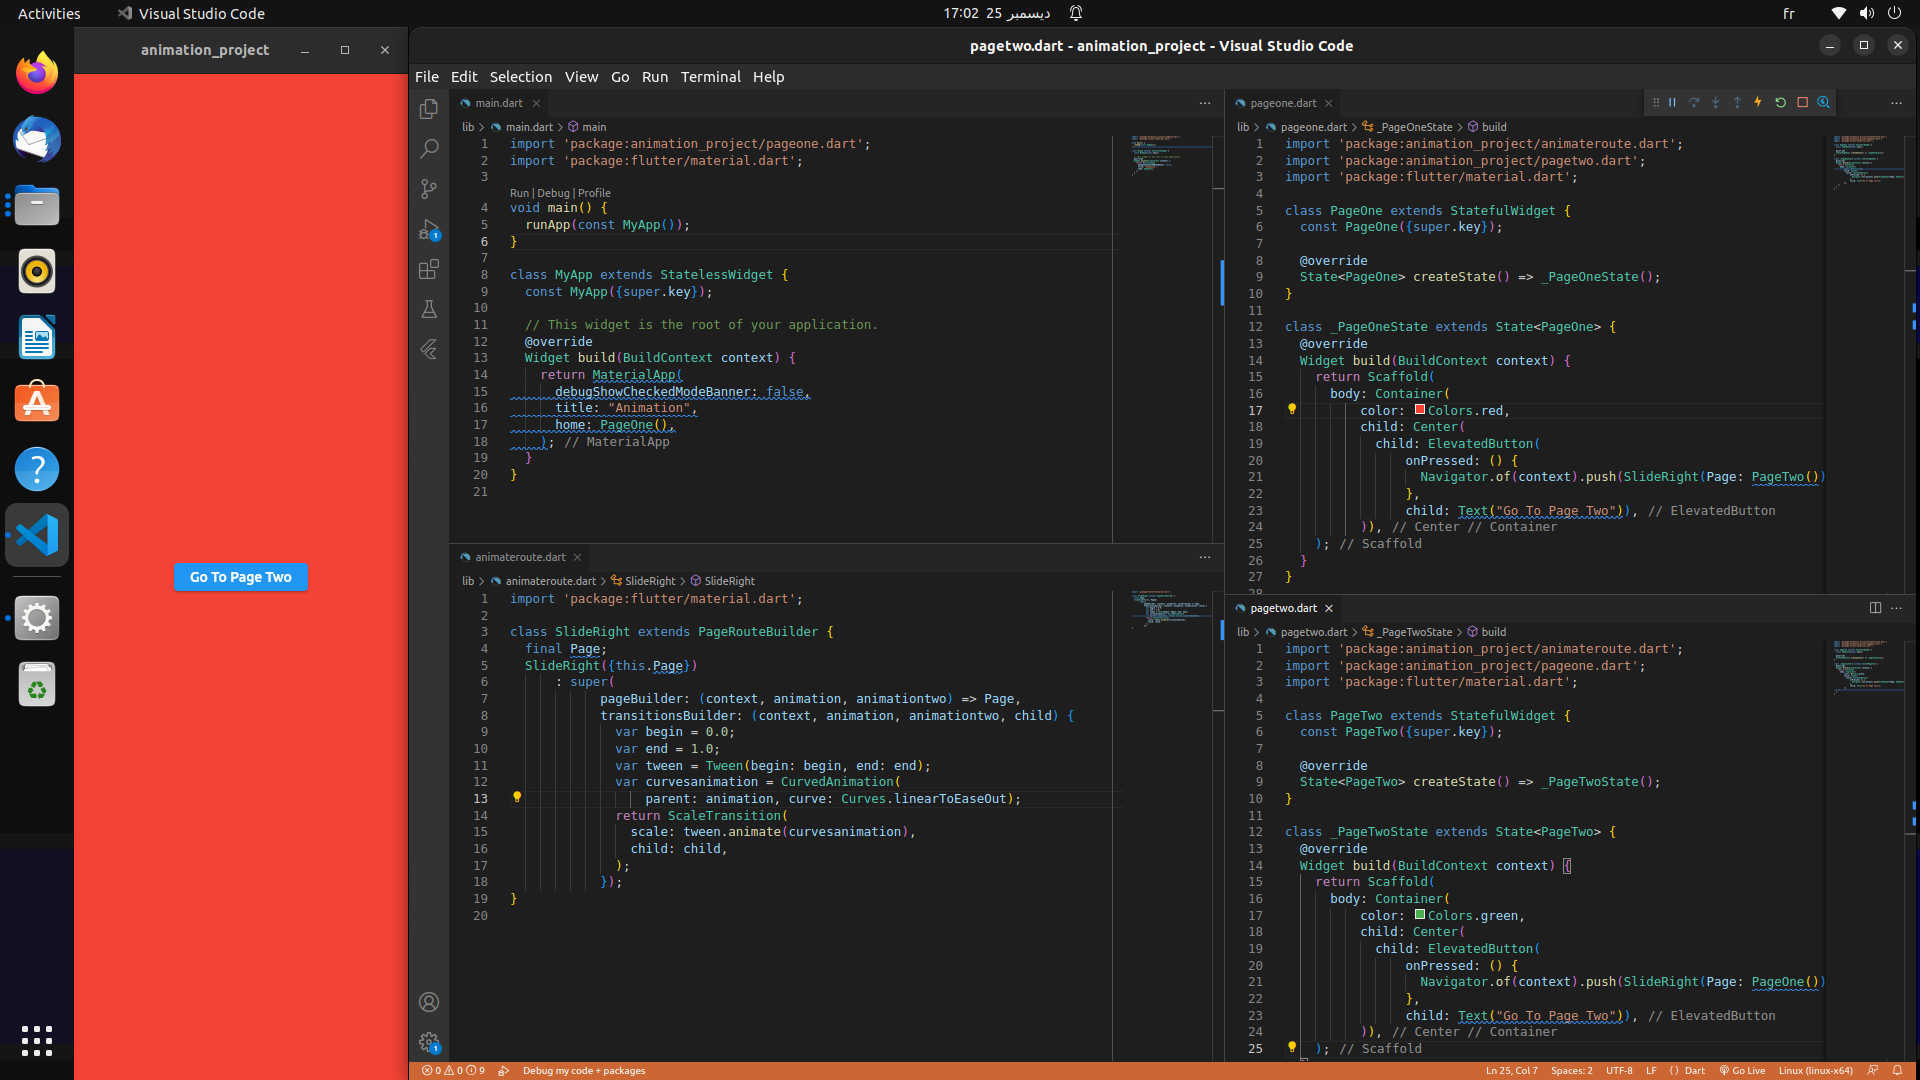 Activities
Visual Studio Code
17:02 25 ديسمبر
fr
animation_project
Go To Page Two
pagetwo.dart - animation_project - Visual Studio Code
File Edit Selection View Go Run Terminal Help
main.dart
lib > main.dart > main
1 import 'package:animation_project/pageone.dart';
2 import 'package:flutter/material.dart';
3
Run | Debug | Profile
4 void main() {
5 runApp(const MyApp());
6 }
7
8 class MyApp extends StatelessWidget {
9 const MyApp({super.key});
10
11 // This widget is the root of your application.
12 @override
13 Widget build(BuildContext context) {
14 return MaterialApp(
15 debugShowCheckedModeBanner: false,
16 title: "Animation",
17 home: PageOne(),
18 ); // MaterialApp
19 }
20 }
21
animateroute.dart
lib > animateroute.dart > SlideRight > SlideRight
1 import 'package:flutter/material.dart';
2
3 class SlideRight extends PageRouteBuilder {
4 final Page;
5 SlideRight({this.Page})
6 : super(
7 pageBuilder: (context, animation, animationtwo) => Page,
8 transitionsBuilder: (context, animation, animationtwo, child) {
9 var begin = 0.0;
10 var end = 1.0;
11 var tween = Tween(begin: begin, end: end);
12 var curvesanimation = CurvedAnimation(
13 parent: animation, curve: Curves.linearToEaseOut);
14 return ScaleTransition(
15 scale: tween.animate(curvesanimation),
16 child: child,
17 );
18 });
19 }
20
pageone.dart
lib > pageone.dart > _PageOneState > build
1 import 'package:animation_project/animateroute.dart';
2 import 'package:animation_project/pagetwo.dart';
3 import 'package:flutter/material.dart';
4
5 class PageOne extends StatefulWidget {
6 const PageOne({super.key});
7
8 @override
9 State<PageOne> createState() => _PageOneState();
10 }
11
12 class _PageOneState extends State<PageOne> {
13 @override
14 Widget build(BuildContext context) {
15 return Scaffold(
16 body: Container(
17 color: Colors.red,
18 child: Center(
19 child: ElevatedButton(
20 onPressed: () {
21 Navigator.of(context).push(SlideRight(Page: PageTwo())
22 },
23 child: Text("Go To Page Two")), // ElevatedButton
24 )), // Center // Container
25 ); // Scaffold
26 }
27 }
28
pagetwo.dart
lib > pagetwo.dart > _PageTwoState > build
1 import 'package:animation_project/animateroute.dart';
2 import 'package:animation_project/pageone.dart';
3 import 'package:flutter/material.dart';
4
5 class PageTwo extends StatefulWidget {
6 const PageTwo({super.key});
7
8 @override
9 State<PageTwo> createState() => _PageTwoState();
10 }
11
12 class _PageTwoState extends State<PageTwo> {
13 @override
14 Widget build(BuildContext context) {
15 return Scaffold(
16 body: Container(
17 color: Colors.green,
18 child: Center(
19 child: ElevatedButton(
20 onPressed: () {
21 Navigator.of(context).push(SlideRight(Page: PageOne())
22 },
23 child: Text("Go To Page Two")), // ElevatedButton
24 )), // Center // Container
25 ); // Scaffold
0 0 9 Debug my code + packages
Ln 25, Col 7 Spaces: 2 UTF-8 LF {} Dart Go Live Linux (linux-x64)